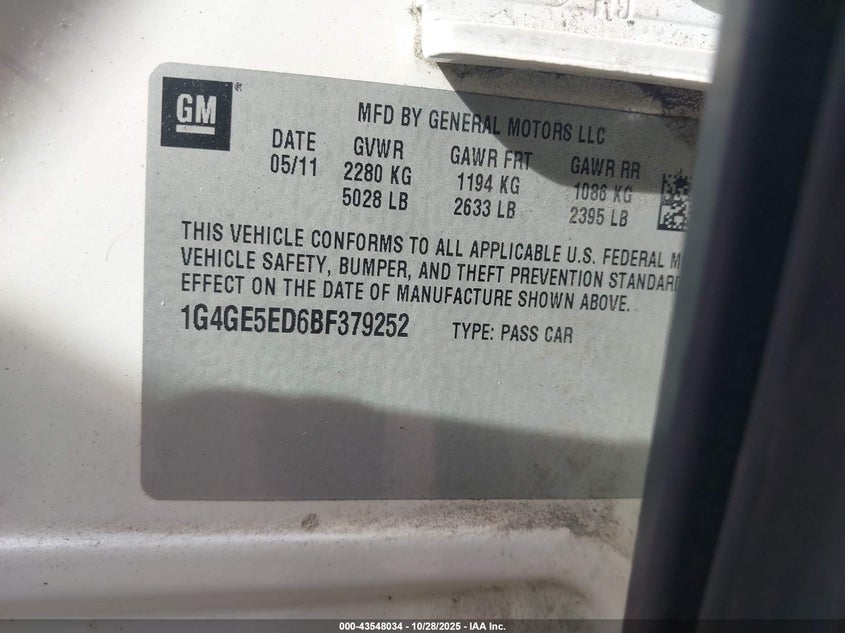 GM ®
MFD BY GENERAL MOTORS LLC
DATE GVWR GAWR FRT GAWR RR
05/11 2280 KG 1194 KG 1086 KG
5028 LB 2633 LB 2395 LB
THIS VEHICLE CONFORMS TO ALL APPLICABLE U.S. FEDERAL M
VEHICLE SAFETY, BUMPER, AND THEFT PREVENTION STANDARD
EFFECT ON THE DATE OF MANUFACTURE SHOWN ABOVE.
1G4GE5ED6BF379252 TYPE: PASS CAR
000-43548034 - 10/28/2025 - IAA Inc.